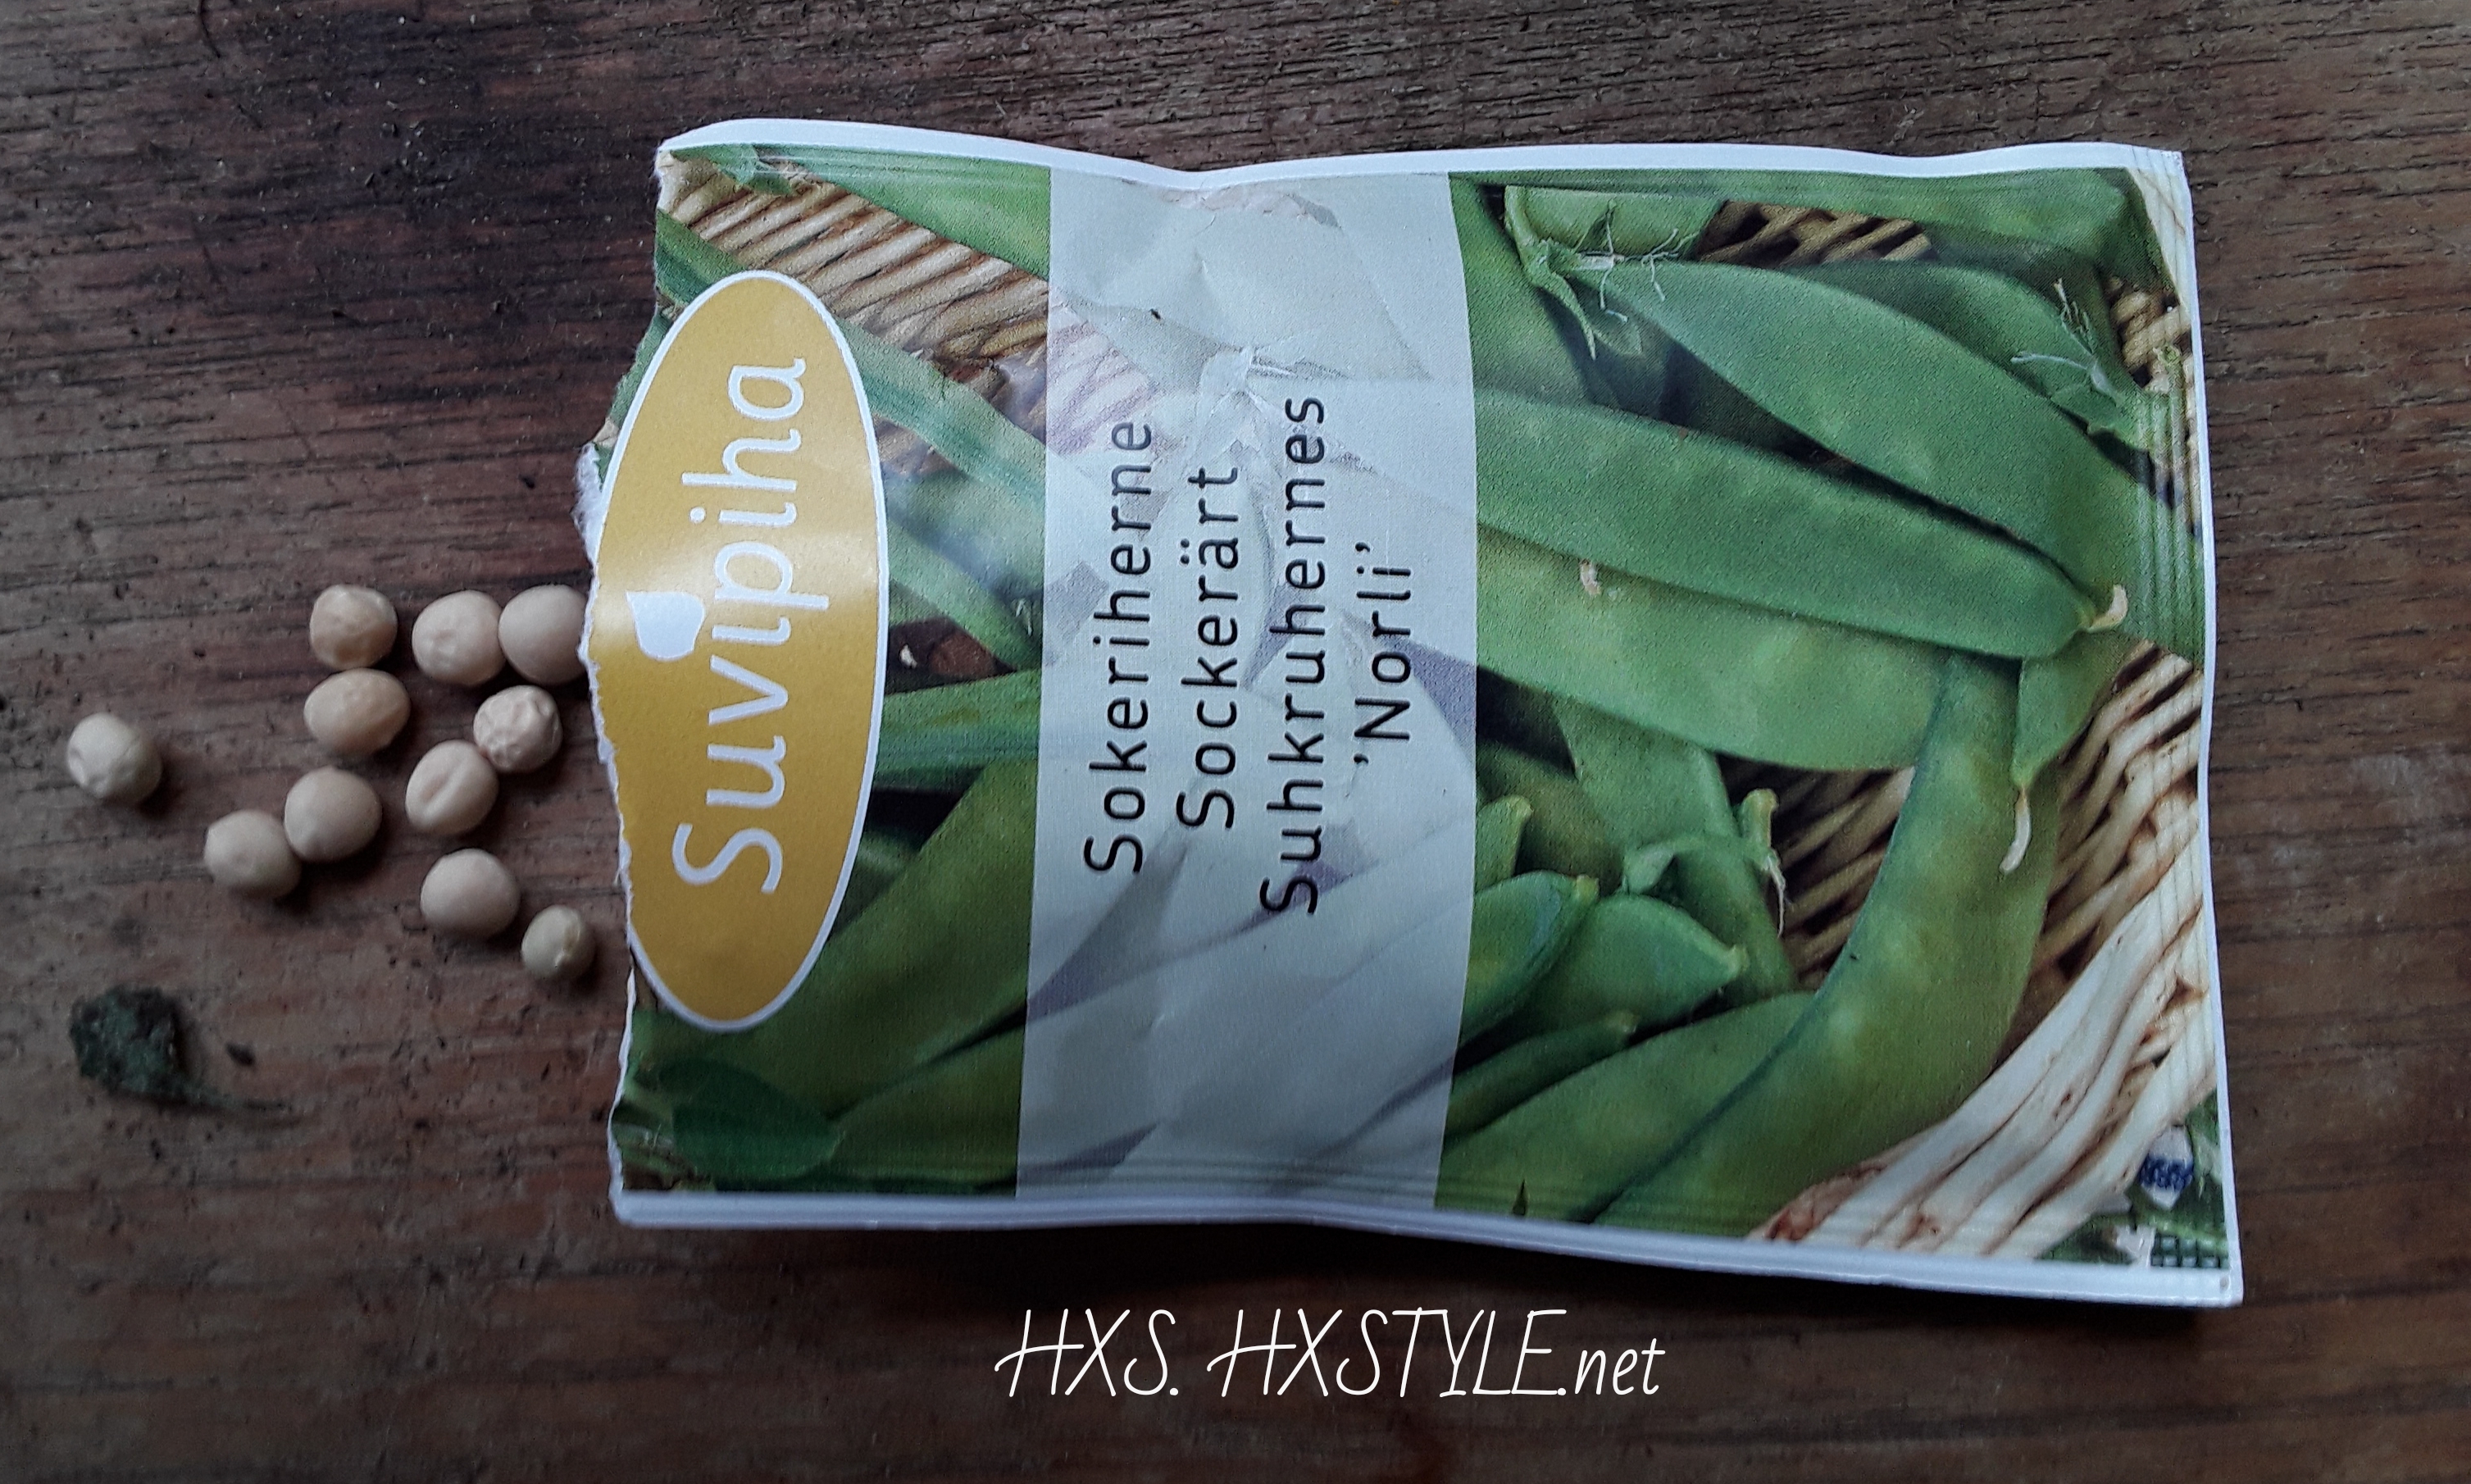 Suvipiha
Sokeriherne
Sockerärt
Suhkruhernes
’Norli’
HXS. HXSTYLE.net